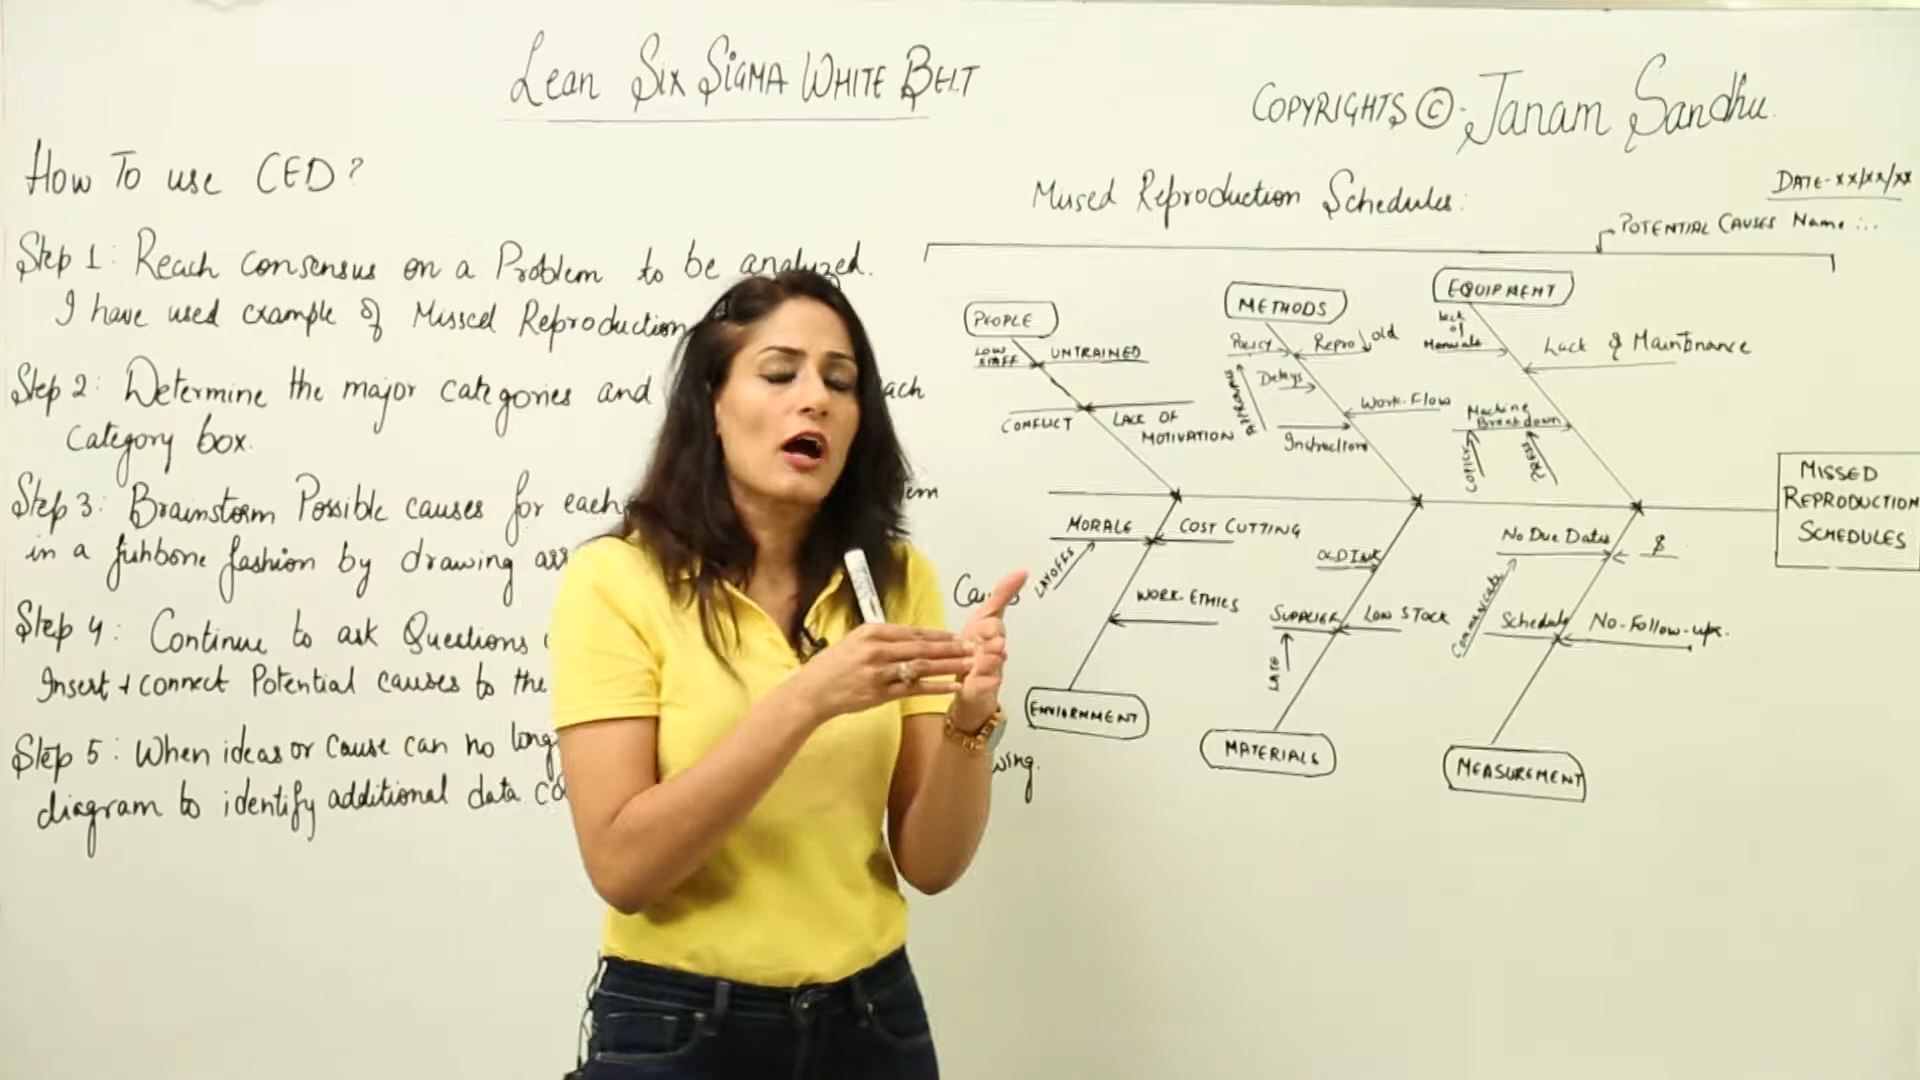 Lean Six Sigma White Belt
COPYRIGHTS © - Janam Sandhu
How To use CED?
Step 1: Reach consensus on a Problem to be analyzed.
I have used example of Missed Reproduction
Step 2: Determine the major categories and
Category box.
Step 3: Brainstorm Possible causes for each
in a fishbone fashion by drawing
Step 4: Continue to ask Questions
Insert + connect Potential causes to the
Step 5: When ideas or cause can no
diagram to identify additional data
Missed Reproduction Schedules:
DATE-xx/xx/xx
POTENTIAL CAUSES Name:..
PEOPLE
LOW STAFF
UNTRAINED
CONFLICT
LACK OF
MOTIVATION
METHODS
POLICY
Repro
old
Delays
Work-Flow
Instructions
EQUIPMENT
Lack
of
Manuals
Lack of Maintenance
Machine
Breakdown
COPIER
PRESS
MISSED
REPRODUCTION
SCHEDULES
MORALE
COST CUTTING
LAYOFFS
WORK-ETHICS
ENVIORNMENT
OLD INK
SUPPLIER
LOW STOCK
LATE
MATERIALS
No Due Dates
$
COMMUNICATE
Schedule
No-Follow-ups.
MEASUREMENT